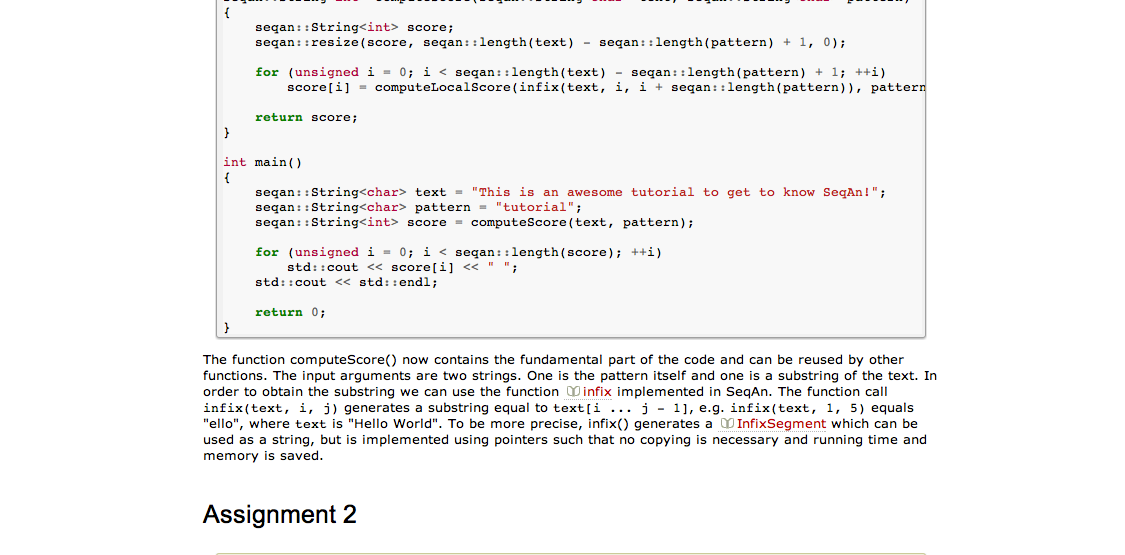 {
    seqan::String<int> score;
    seqan::resize(score, seqan::length(text) - seqan::length(pattern) + 1, 0);
    for (unsigned i = 0; i < seqan::length(text) - seqan::length(pattern) + 1; ++i)
        score[i] = computeLocalScore(infix(text, i, i + seqan::length(pattern)), pattern
    return score;
}
int main()
{
    seqan::String<char> text = "This is an awesome tutorial to get to know SeqAn!";
    seqan::String<char> pattern = "tutorial";
    seqan::String<int> score = computeScore(text, pattern);
    for (unsigned i = 0; i < seqan::length(score); ++i)
        std::cout << score[i] << " ";
    std::cout << std::endl;
    return 0;
}
The function computeScore() now contains the fundamental part of the code and can be reused by other
functions. The input arguments are two strings. One is the pattern itself and one is a substring of the text. In
order to obtain the substring we can use the function infix implemented in SeqAn. The function call
infix(text, i, j) generates a substring equal to text[i ... j - 1], e.g. infix(text, 1, 5) equals
"ello", where text is "Hello World". To be more precise, infix() generates a InfixSegment which can be
used as a string, but is implemented using pointers such that no copying is necessary and running time and
memory is saved.
Assignment 2